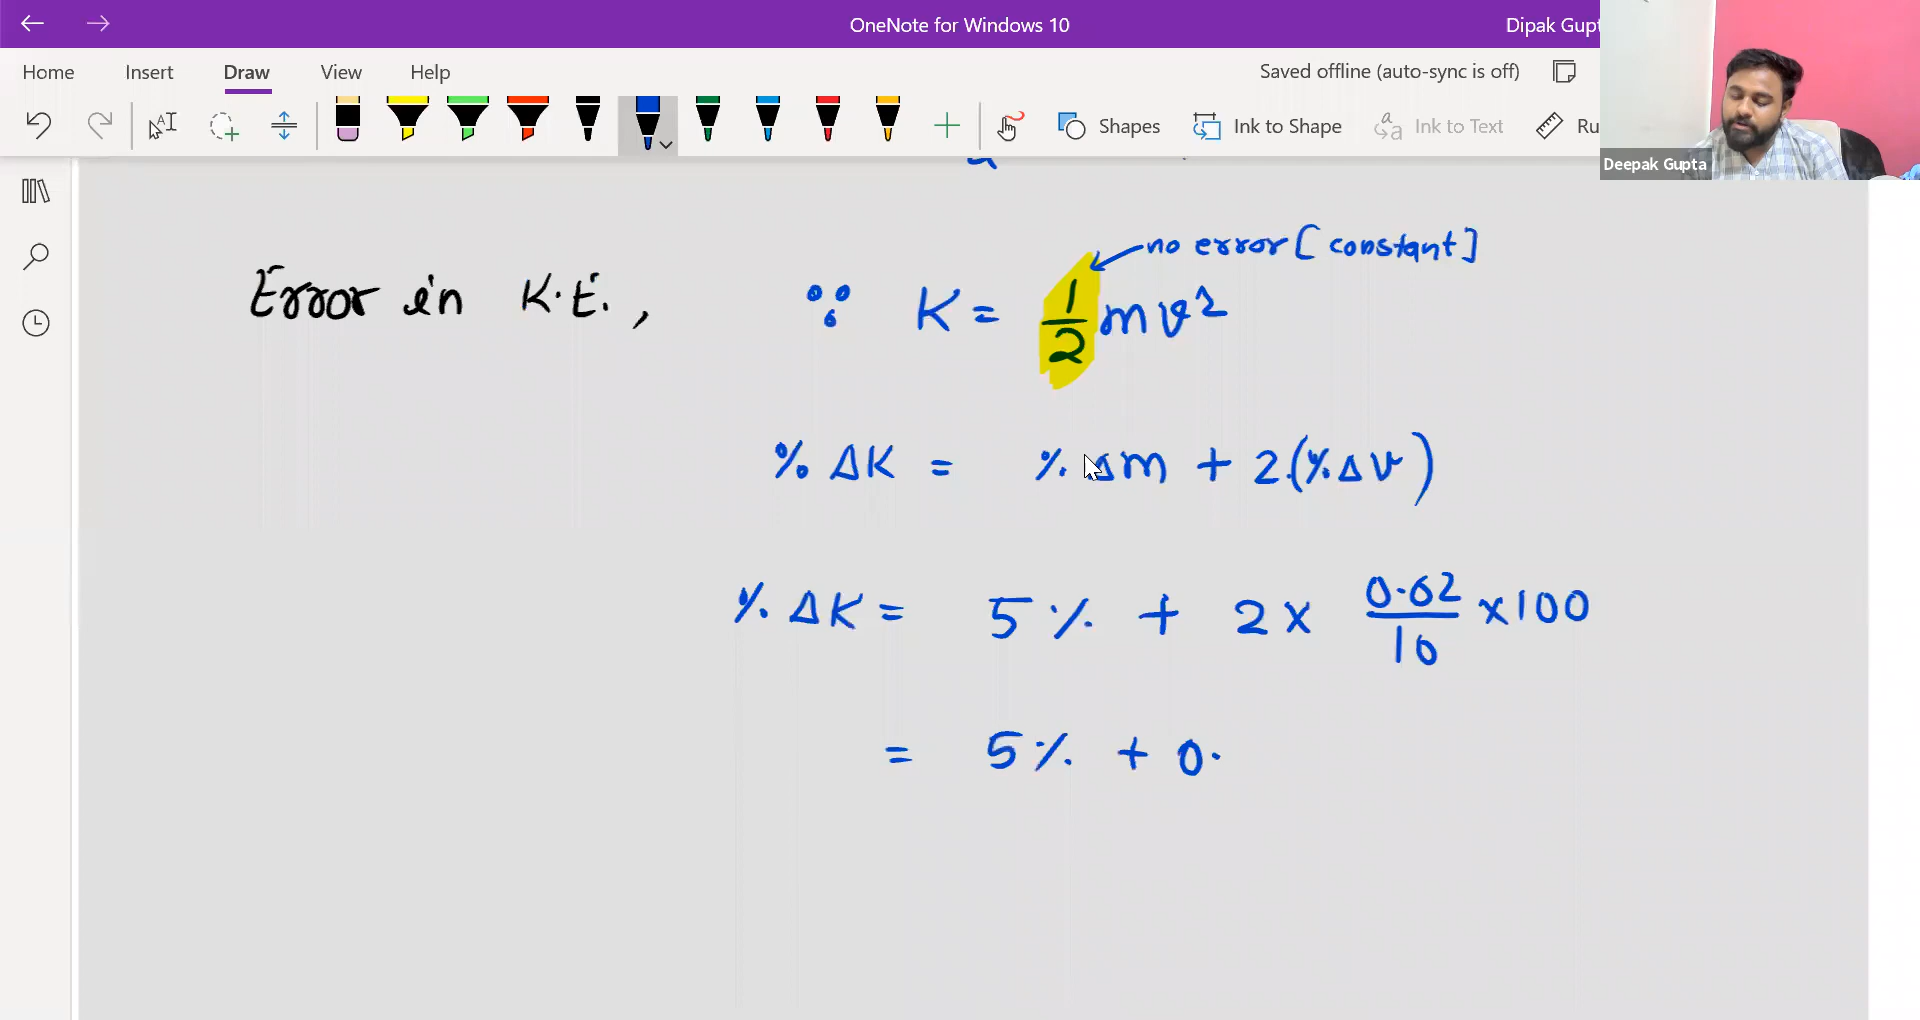 OneNote for Windows 10
Dipak Gupt
Home Insert Draw View Help
Saved offline (auto-sync is off)
Shapes Ink to Shape Ink to Text Ru
Deepak Gupta
no error [constant]
Error in K.E., ∵ K = 1/2 mv²
% ΔK = % Δm + 2.(% Δv)
% ΔK = 5% + 2 × 0.02/10 × 100
= 5% + 0.